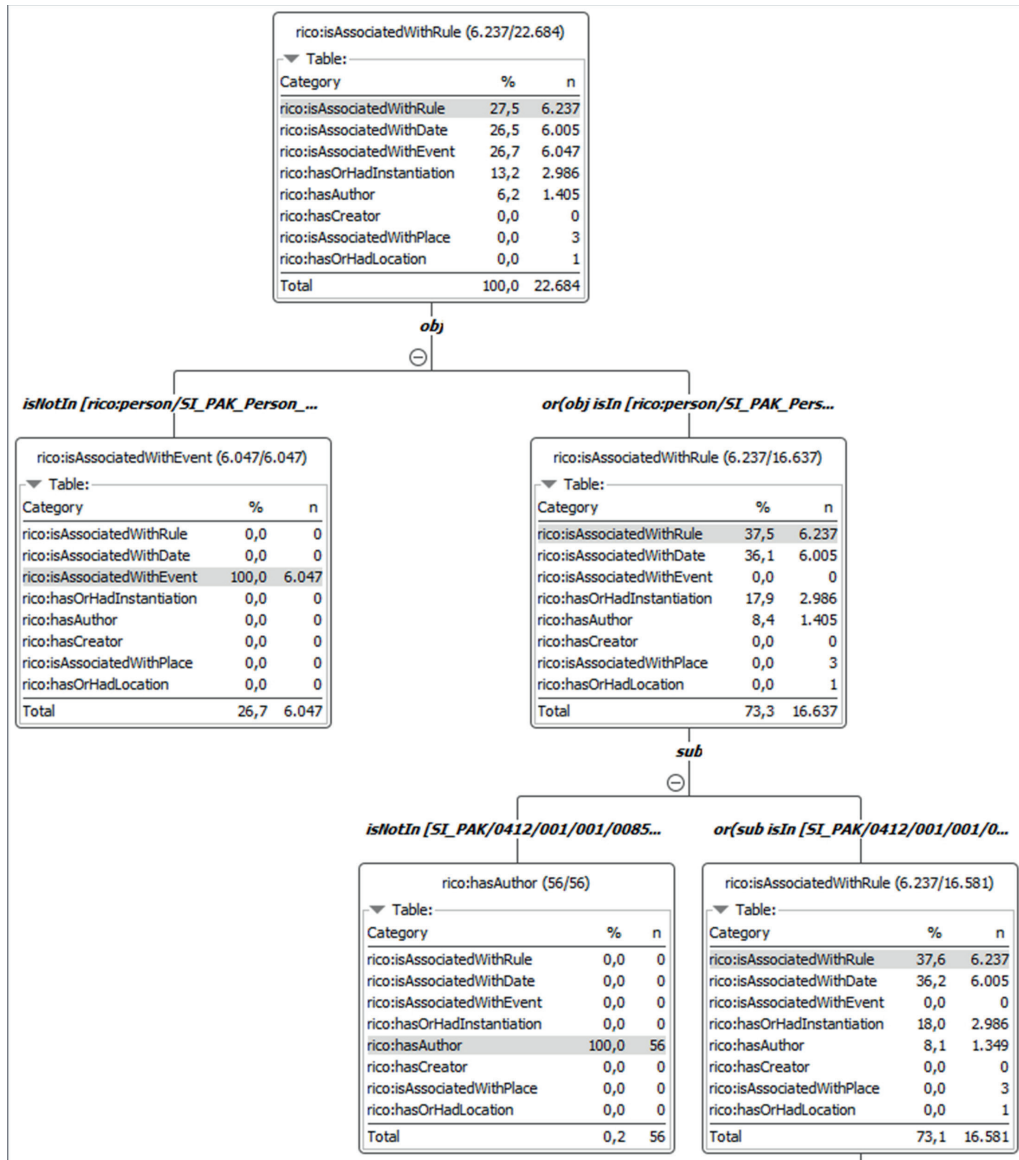 rico:isAssociatedWithRule (6.237/22.684)
Table:
Category % n
rico:isAssociatedWithRule 27,5 6.237
rico:isAssociatedWithDate 26,5 6.005
rico:isAssociatedWithEvent 26,7 6.047
rico:hasOrHadInstantiation 13,2 2.986
rico:hasAuthor 6,2 1.405
rico:hasCreator 0,0 0
rico:isAssociatedWithPlace 0,0 3
rico:hasOrHadLocation 0,0 1
Total 100,0 22.684
obj
isNotIn [rico:person/SI_PAK_Person_...
or(obj isIn [rico:person/SI_PAK_Pers...
rico:isAssociatedWithEvent (6.047/6.047)
Table:
Category % n
rico:isAssociatedWithRule 0,0 0
rico:isAssociatedWithDate 0,0 0
rico:isAssociatedWithEvent 100,0 6.047
rico:hasOrHadInstantiation 0,0 0
rico:hasAuthor 0,0 0
rico:hasCreator 0,0 0
rico:isAssociatedWithPlace 0,0 0
rico:hasOrHadLocation 0,0 0
Total 26,7 6.047
rico:isAssociatedWithRule (6.237/16.637)
Table:
Category % n
rico:isAssociatedWithRule 37,5 6.237
rico:isAssociatedWithDate 36,1 6.005
rico:isAssociatedWithEvent 0,0 0
rico:hasOrHadInstantiation 17,9 2.986
rico:hasAuthor 8,4 1.405
rico:hasCreator 0,0 0
rico:isAssociatedWithPlace 0,0 3
rico:hasOrHadLocation 0,0 1
Total 73,3 16.637
sub
isNotIn [SI_PAK/0412/001/001/0085...
or(sub isIn [SI_PAK/0412/001/001/0...
rico:hasAuthor (56/56)
Table:
Category % n
rico:isAssociatedWithRule 0,0 0
rico:isAssociatedWithDate 0,0 0
rico:isAssociatedWithEvent 0,0 0
rico:hasOrHadInstantiation 0,0 0
rico:hasAuthor 100,0 56
rico:hasCreator 0,0 0
rico:isAssociatedWithPlace 0,0 0
rico:hasOrHadLocation 0,0 0
Total 0,2 56
rico:isAssociatedWithRule (6.237/16.581)
Table:
Category % n
rico:isAssociatedWithRule 37,6 6.237
rico:isAssociatedWithDate 36,2 6.005
rico:isAssociatedWithEvent 0,0 0
rico:hasOrHadInstantiation 18,0 2.986
rico:hasAuthor 8,1 1.349
rico:hasCreator 0,0 0
rico:isAssociatedWithPlace 0,0 3
rico:hasOrHadLocation 0,0 1
Total 73,1 16.581